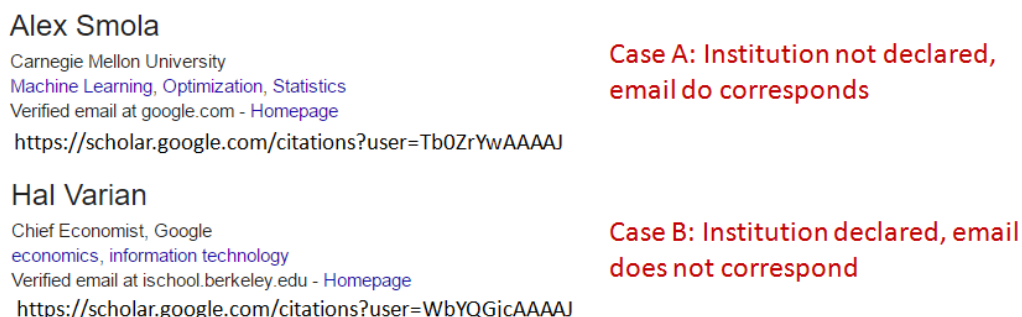 Alex Smola
Carnegie Mellon University
Machine Learning, Optimization, Statistics
Verified email at google.com - Homepage
https://scholar.google.com/citations?user=Tb0ZrYwAAAAJ
Case A: Institution not declared,
email do corresponds
Hal Varian
Chief Economist, Google
economics, information technology
Verified email at ischool.berkeley.edu - Homepage
https://scholar.google.com/citations?user=WbYQGjcAAAAJ
Case B: Institution declared, email
does not correspond